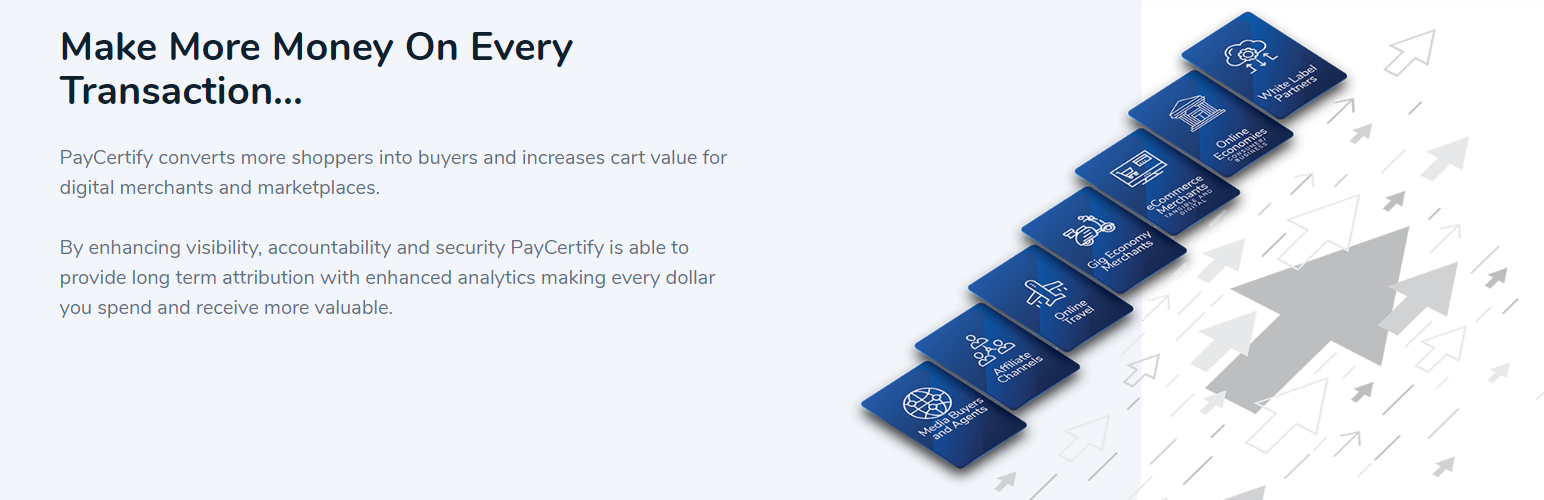 Make More Money On Every
Transaction...
PayCertify converts more shoppers into buyers and increases cart value for
digital merchants and marketplaces.
By enhancing visibility, accountability and security PayCertify is able to
provide long term attribution with enhanced analytics making every dollar
you spend and receive more valuable.
White Label
Partners
Online
Economies
CONSUMER/
BUSINESS
eCommerce
Merchants
TANGIBLE AND
DIGITAL
Gig Economy
Merchants
Online
Travel
Affiliate
Channels
Media Buyers
and Agents